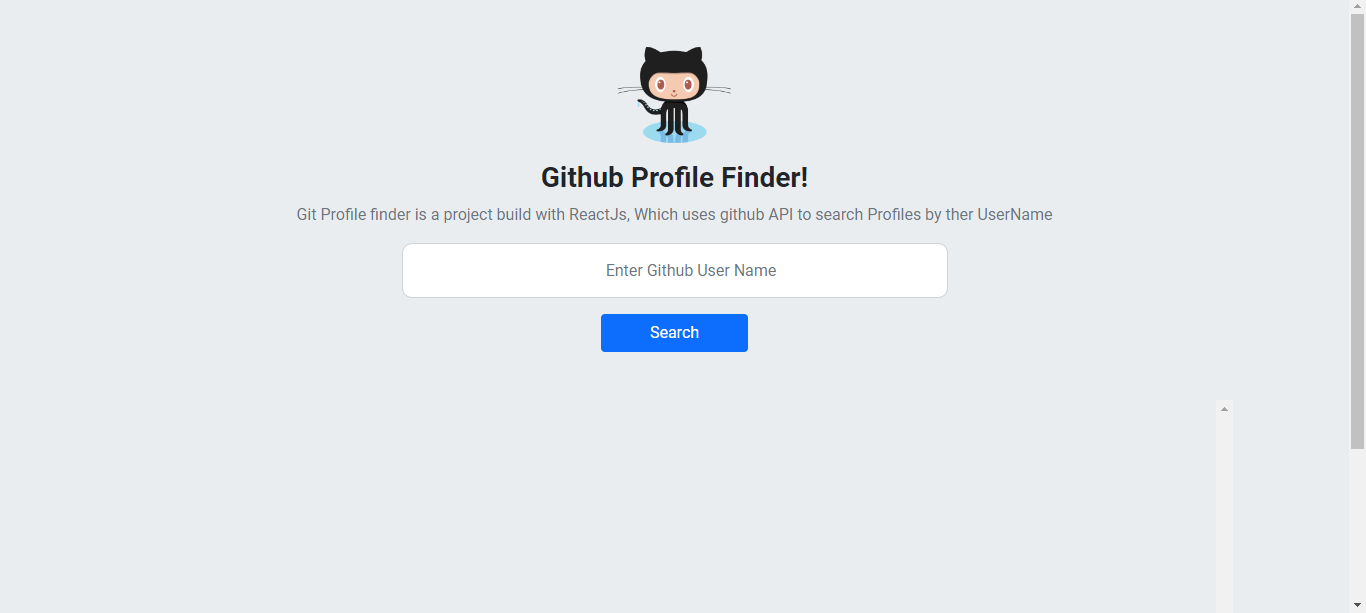 Github Profile Finder!
Git Profile finder is a project build with ReactJs, Which uses github API to search Profiles by ther UserName
Enter Github User Name
Search